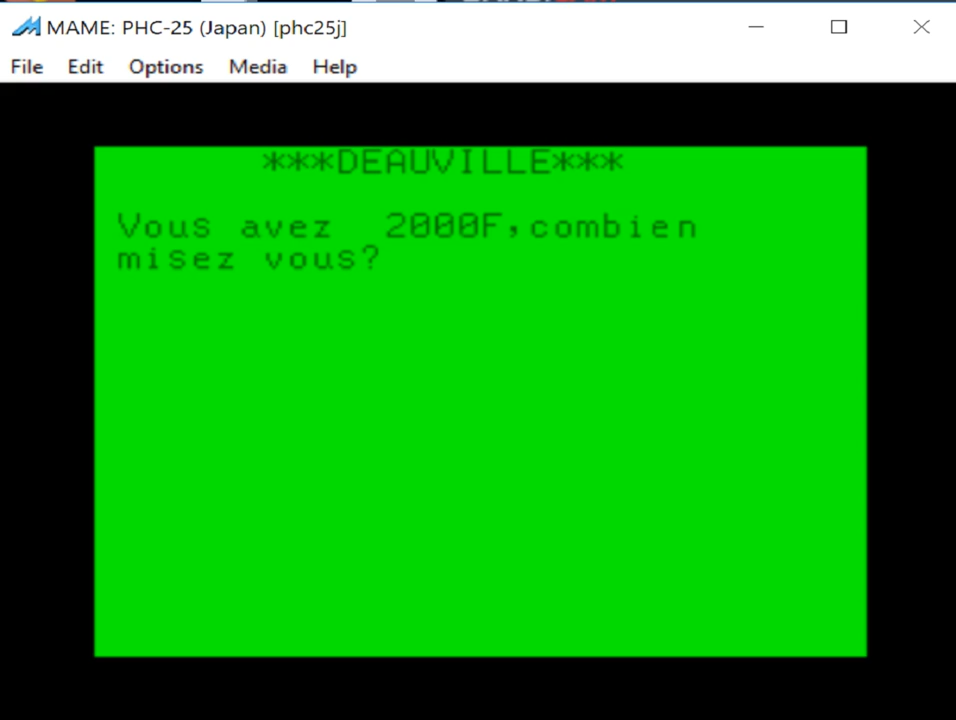 MAME: PHC-25 (Japan) [phc25j]
File Edit Options Media Help
***DEAUVILLE***
Vous avez  2000F,combien
misez vous?